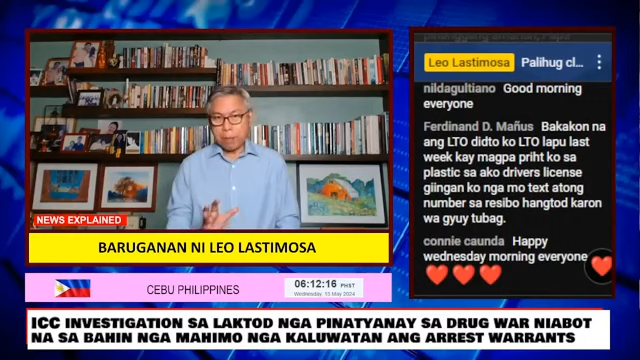 Leo Lastimosa Palihug cl...
nildagultiano Good morning
everyone
Ferdinand D. Mañus Bakakon na
ang LTO didto ko LTO lapu last
week kay magpa priht ko sa
plastic sa ako drivers license
giingan ko nga mo text atong
number sa resibo hangtod karon
wa gyuy tubag.
connie caunda Happy
wednesday morning everyone
NEWS EXPLAINED
BARUGANAN NI LEO LASTIMOSA
CEBU PHILIPPINES
06:12:16 PHST
Wednesday, 15 May 2024
ICC INVESTIGATION SA LAKTOD NGA PINATYANAY SA DRUG WAR NIABOT
NA SA BAHIN NGA MAHIMO NGA KALUWATAN ANG ARREST WARRANTS